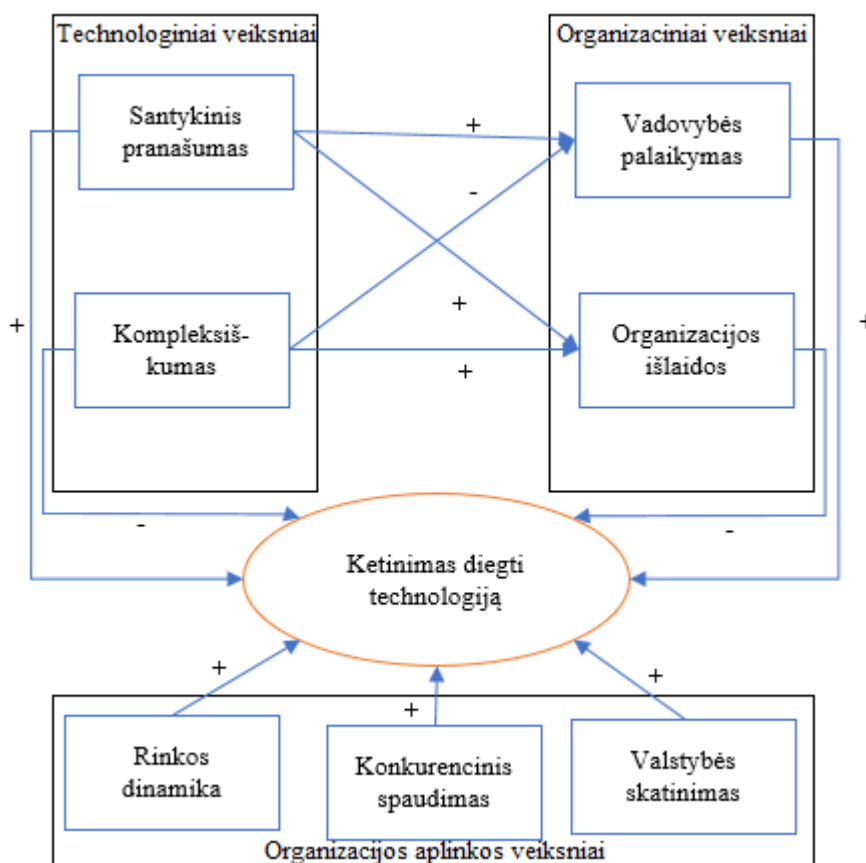 Technologiniai veiksniai
Organizaciniai veiksniai
Santykinis
pranašumas
+
Vadovybės
palaikymas
-
+
Kompleksiš-
kumas
+
+
Organizacijos
išlaidos
+
-
-
Ketinimas diegti
technologiją
+
+
+
Rinkos
dinamika
Konkurencinis
spaudimas
Valstybės
skatinimas
Organizacijos aplinkos veiksniai